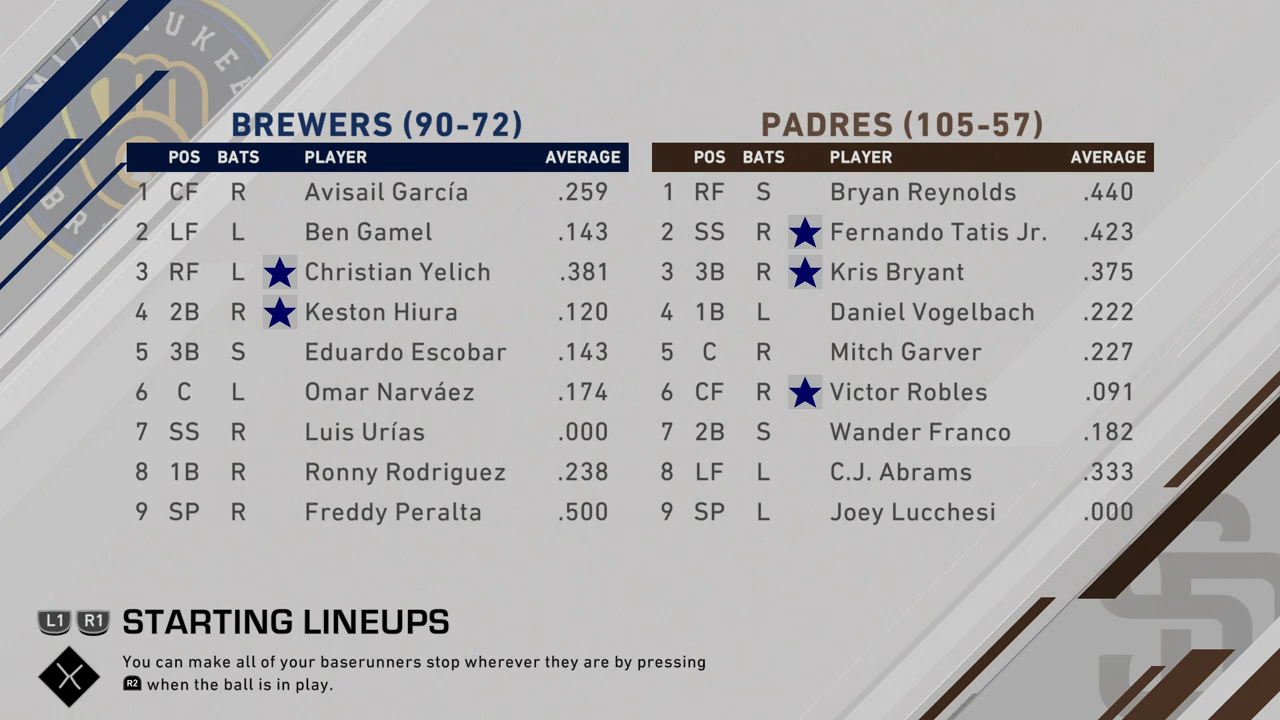 MILWAUKEE
BR
BREWERS (90-72)
POS BATS PLAYER AVERAGE
1 CF R Avisail García .259
2 LF L Ben Gamel .143
3 RF L Christian Yelich .381
4 2B R Keston Hiura .120
5 3B S Eduardo Escobar .143
6 C L Omar Narváez .174
7 SS R Luis Urías .000
8 1B R Ronny Rodriguez .238
9 SP R Freddy Peralta .500
PADRES (105-57)
POS BATS PLAYER AVERAGE
1 RF S Bryan Reynolds .440
2 SS R Fernando Tatis Jr. .423
3 3B R Kris Bryant .375
4 1B L Daniel Vogelbach .222
5 C R Mitch Garver .227
6 CF R Victor Robles .091
7 2B S Wander Franco .182
8 LF L C.J. Abrams .333
9 SP L Joey Lucchesi .000
SD
L1 R1 STARTING LINEUPS
You can make all of your baserunners stop wherever they are by pressing
R2 when the ball is in play.